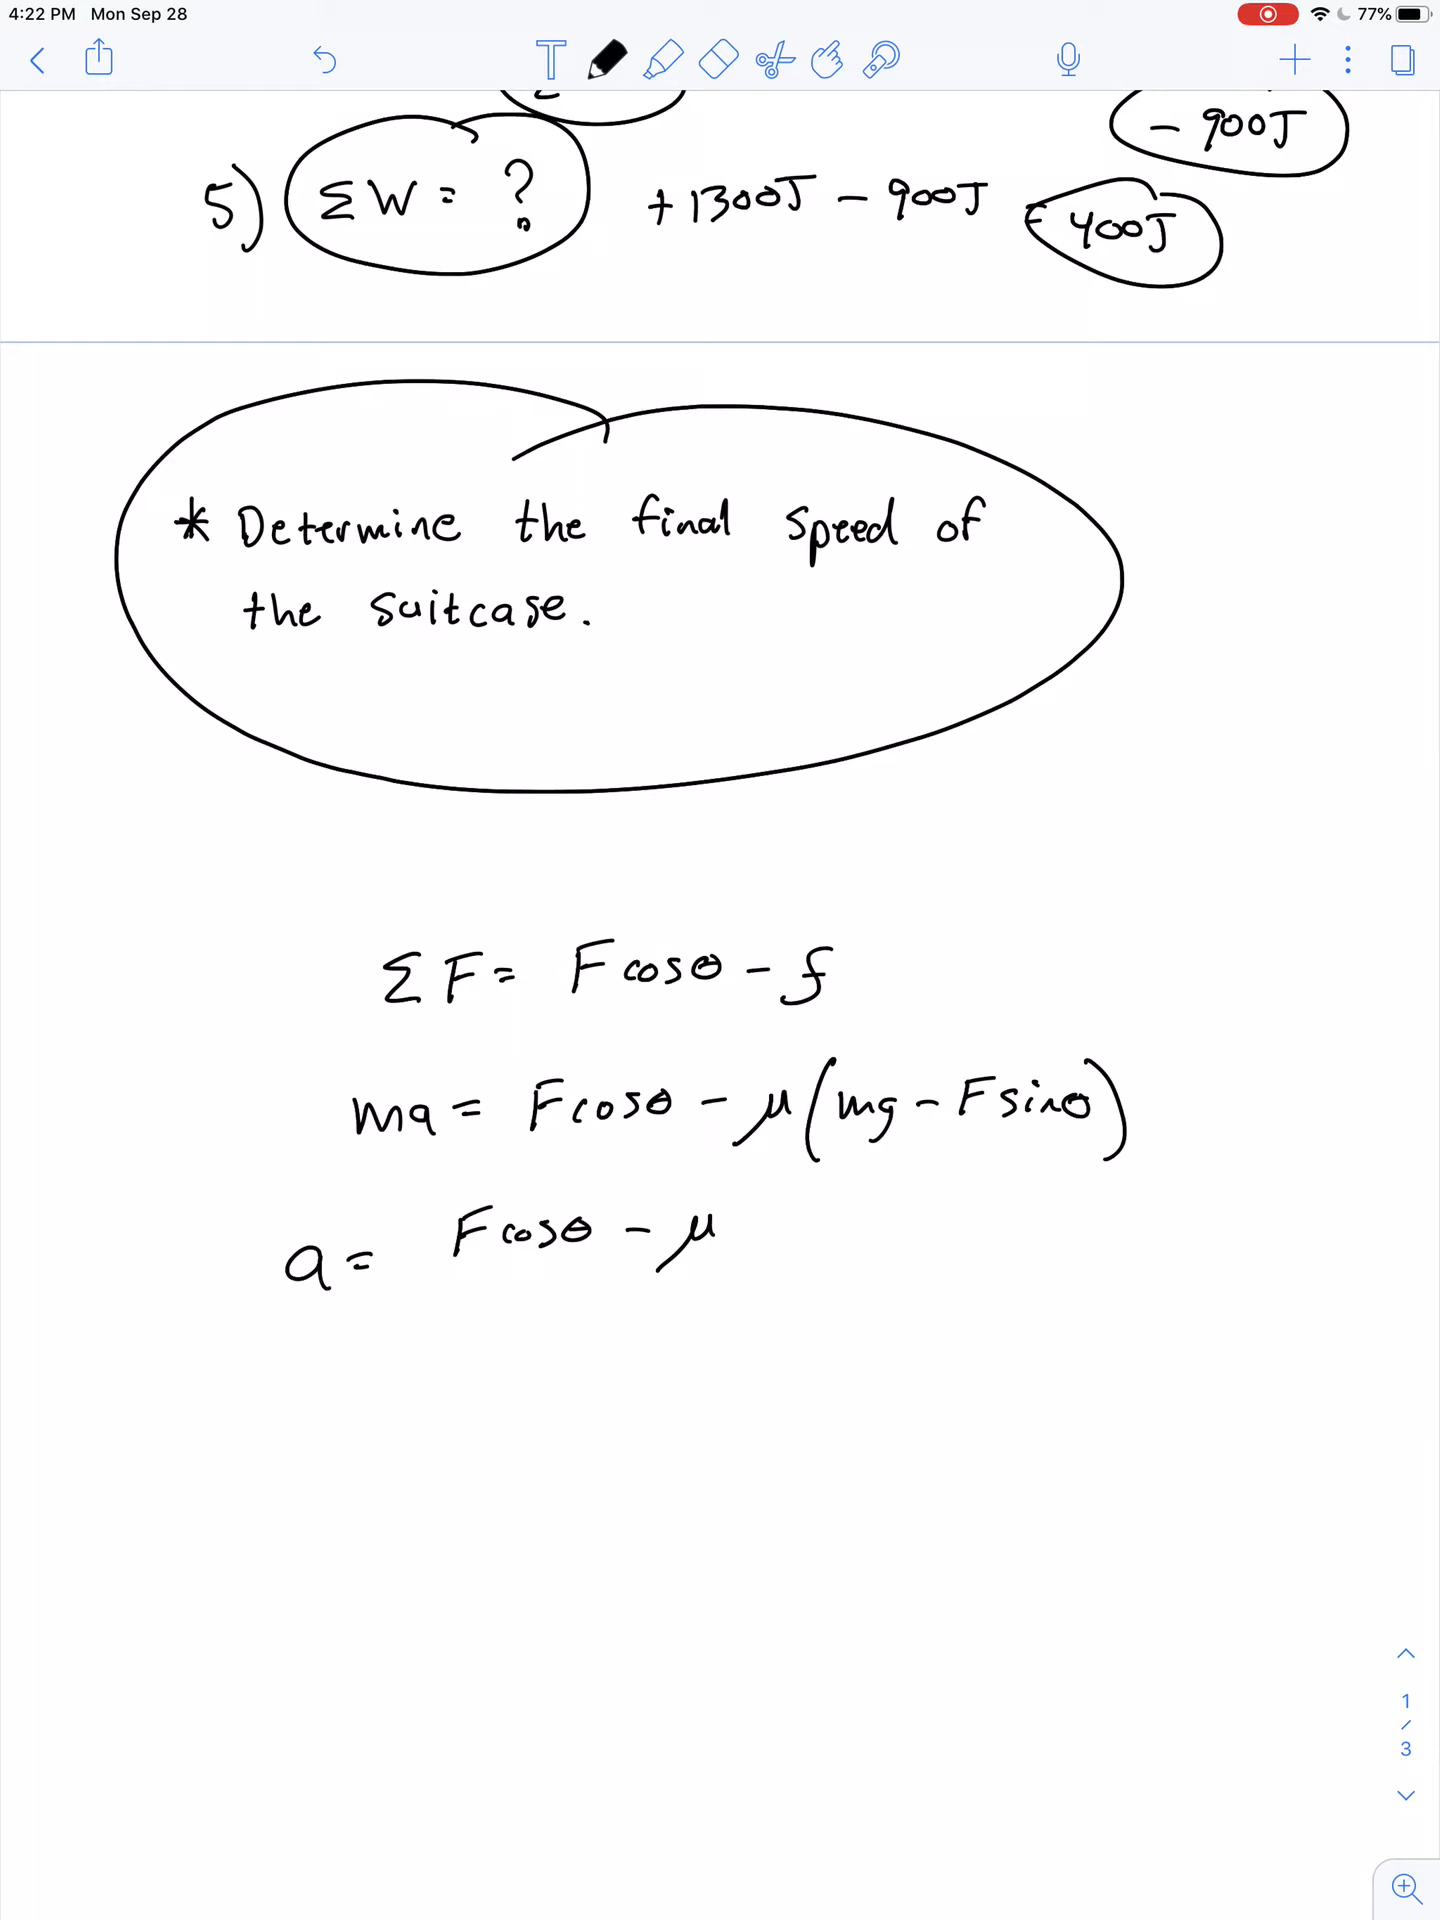 4:22 PM Mon Sep 28 77%
T
- 900J
5) ΣW = ? +1300J - 900J = 400J
* Determine the final speed of
the suitcase.
ΣF = Fcosθ - f
ma = Fcosθ - μ(mg - Fsinθ)
a = Fcosθ - μ
1
/
3